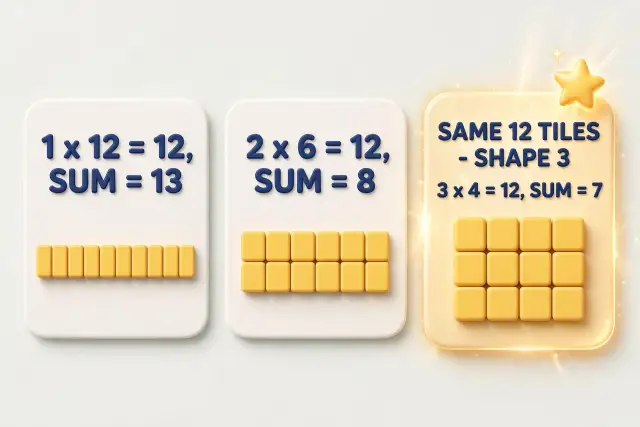 1 x 12 = 12,
SUM = 13
2 x 6 = 12,
SUM = 8
SAME 12 TILES
- SHAPE 3
3 x 4 = 12, SUM = 7